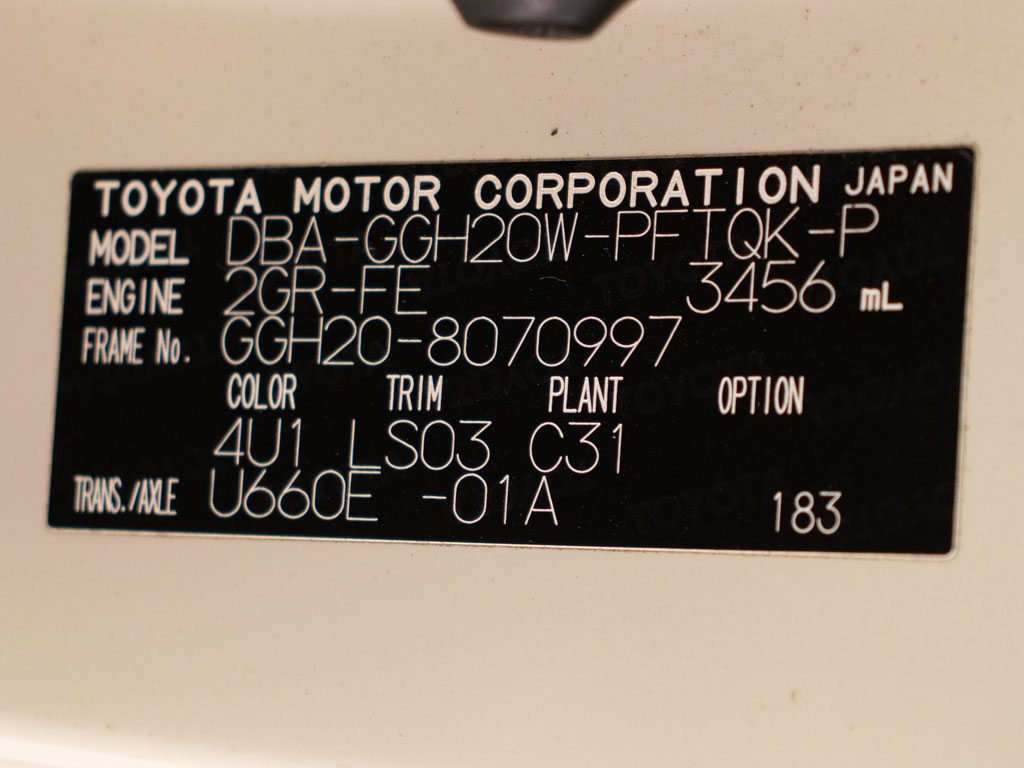 TOYOTA MOTOR CORPORATION JAPAN
MODEL DBA-GGH20W-PFTQK-P
ENGINE 2GR-FE 3456 mL
FRAME No. GGH20-8070997
COLOR TRIM PLANT OPTION
4U1 LS03 C31
TRANS./AXLE U660E -01A 183